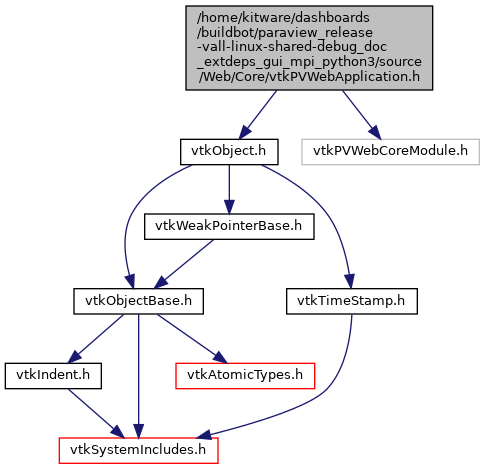 /home/kitware/dashboards
/buildbot/paraview_release
-vall-linux-shared-debug_doc
_extdeps_gui_mpi_python3/source
/Web/Core/vtkPVWebApplication.h
vtkObject.h
vtkPVWebCoreModule.h
vtkWeakPointerBase.h
vtkObjectBase.h
vtkTimeStamp.h
vtkIndent.h
vtkAtomicTypes.h
vtkSystemIncludes.h